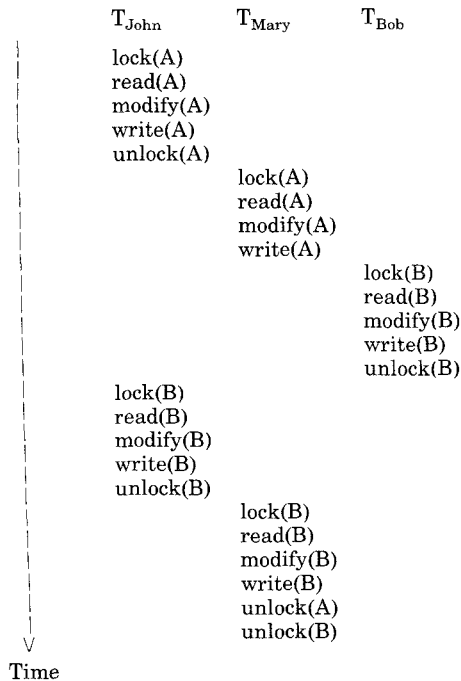 T_John T_Mary T_Bob
lock(A)
read(A)
modify(A)
write(A)
unlock(A)
lock(A)
read(A)
modify(A)
write(A)
lock(B)
read(B)
modify(B)
write(B)
unlock(B)
lock(B)
read(B)
modify(B)
write(B)
unlock(B)
lock(B)
read(B)
modify(B)
write(B)
unlock(A)
unlock(B)
Time